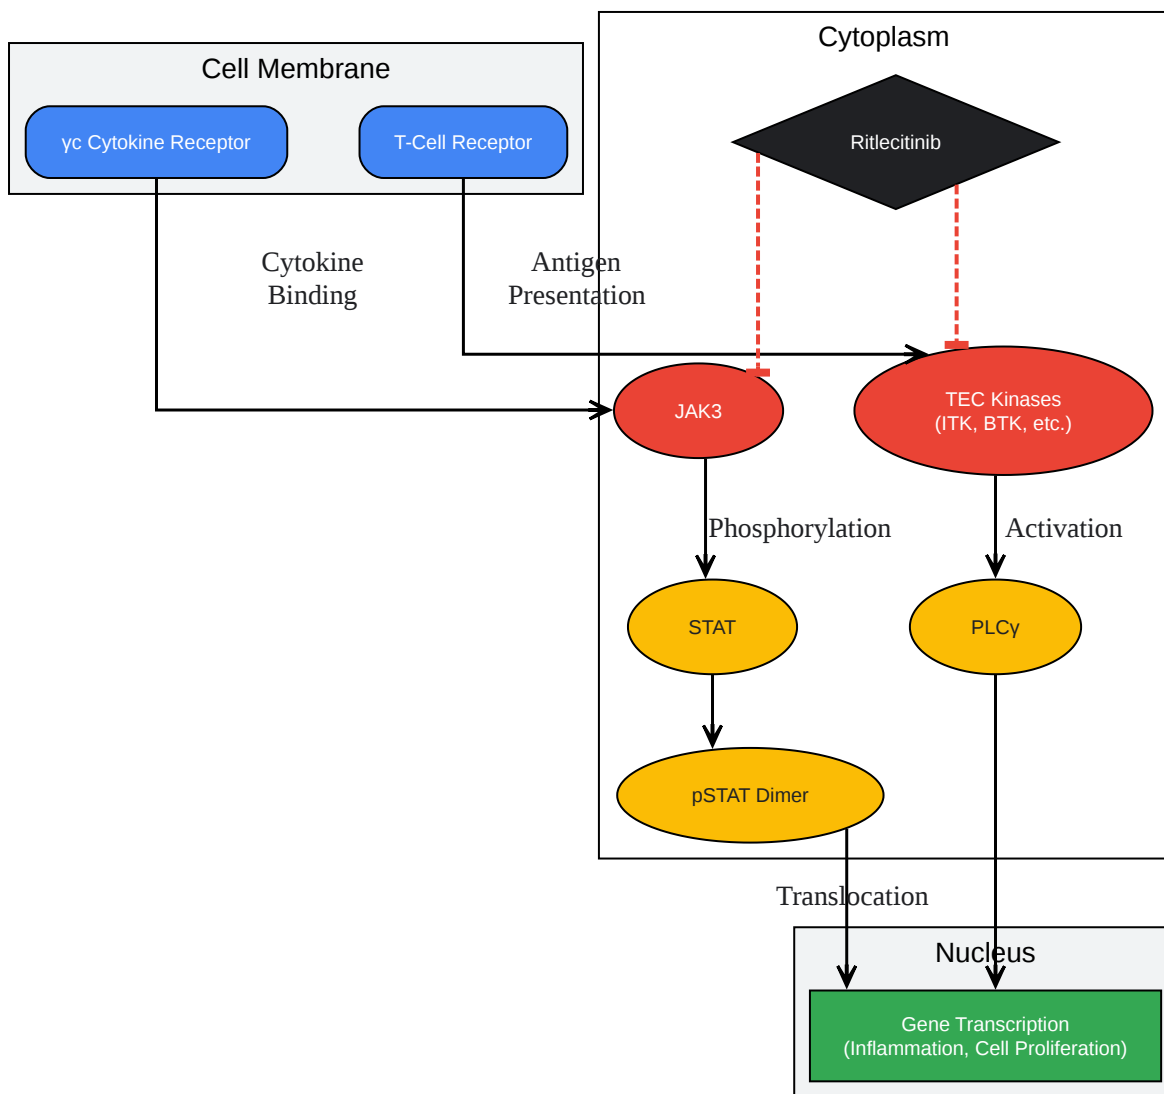 Cytoplasm
Cell Membrane
γc Cytokine Receptor
T-Cell Receptor
Ritlecitinib
Cytokine
Binding
Antigen
Presentation
JAK3
TEC Kinases
(ITK, BTK, etc.)
Phosphorylation
Activation
STAT
PLCγ
pSTAT Dimer
Translocation
Nucleus
Gene Transcription
(Inflammation, Cell Proliferation)